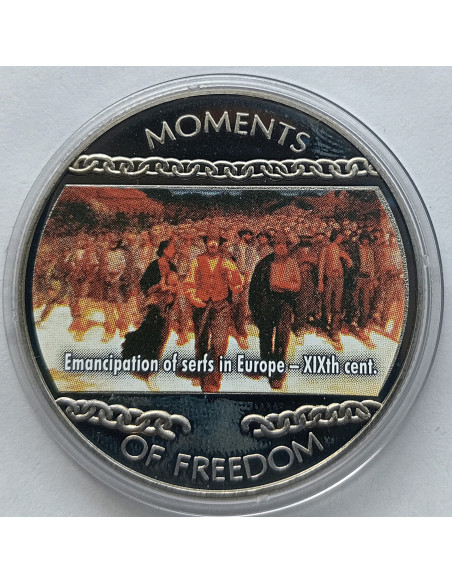 MOMENTS
Emancipation of serfs in Europe – XIXth cent.
OF FREEDOM